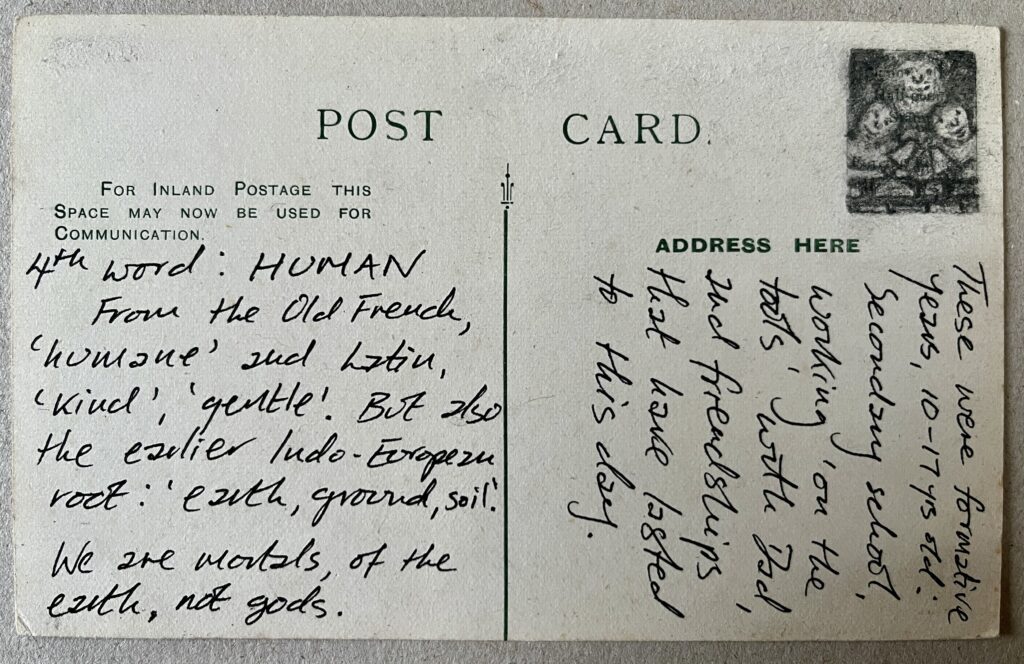 POST CARD.
FOR INLAND POSTAGE THIS
SPACE MAY NOW BE USED FOR
COMMUNICATION.
4th word: HUMAN
From the Old French,
'humane' and Latin,
'kind', 'gentle'. But also
the earlier Indo-European
root: 'earth, ground, soil'.
We are mortals, of the
earth, not gods.
ADDRESS HERE
These were formative
years, 10-17 yrs old:
Secondary school,
working 'on the
tools' with Dad,
and friendships
that have lasted
to this day.